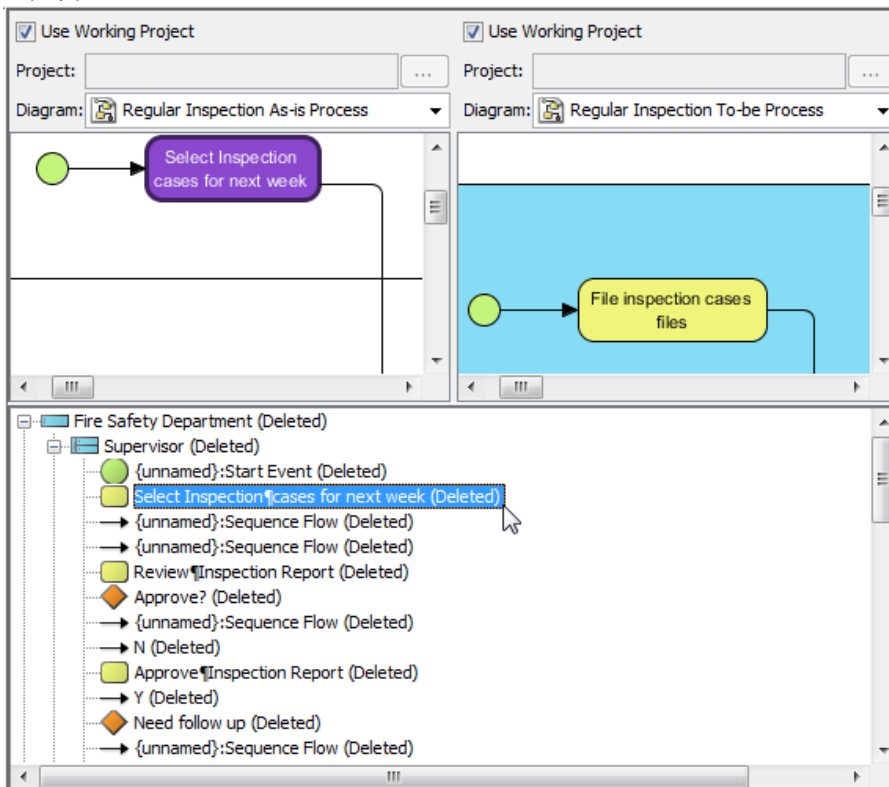 Use Working Project
Project:
...
Diagram: Regular Inspection As-is Process
Select Inspection
cases for next week
Use Working Project
Project:
...
Diagram: Regular Inspection To-be Process
File inspection cases
files
Fire Safety Department (Deleted)
Supervisor (Deleted)
{unnamed}:Start Event (Deleted)
Select Inspection¶cases for next week (Deleted)
{unnamed}:Sequence Flow (Deleted)
{unnamed}:Sequence Flow (Deleted)
Review¶Inspection Report (Deleted)
Approve? (Deleted)
{unnamed}:Sequence Flow (Deleted)
N (Deleted)
Approve¶Inspection Report (Deleted)
Y (Deleted)
Need follow up (Deleted)
{unnamed}:Sequence Flow (Deleted)